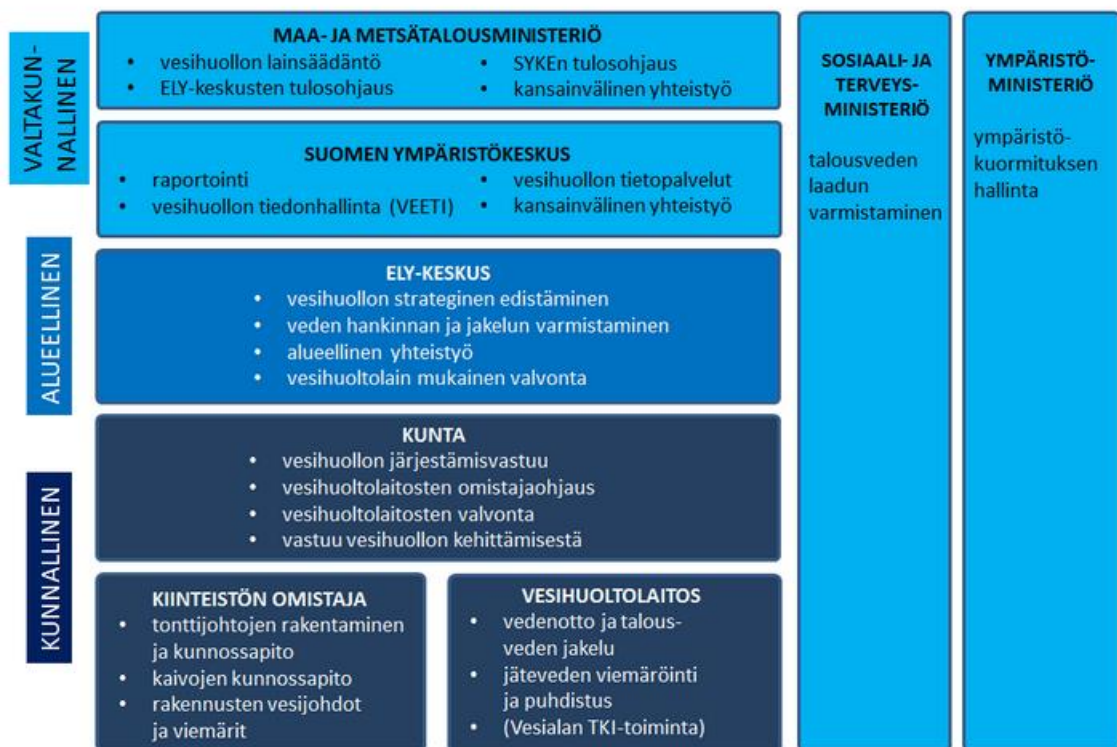 VALTAKUN-
NALLINEN
MAA- JA METSÄTALOUSMINISTERIÖ
• vesihuollon lainsäädäntö
• ELY-keskusten tulosohjaus
• SYKEn tulosohjaus
• kansainvälinen yhteistyö
SUOMEN YMPÄRISTÖKESKUS
• raportointi
• vesihuollon tiedonhallinta (VEETI)
• vesihuollon tietopalvelut
• kansainvälinen yhteistyö
ALUEELLINEN
ELY-KESKUS
• vesihuollon strateginen edistäminen
• veden hankinnan ja jakelun varmistaminen
• alueellinen yhteistyö
• vesihuoltolain mukainen valvonta
KUNNALLINEN
KUNTA
• vesihuollon järjestämisvastuu
• vesihuoltolaitosten omistajaohjaus
• vesihuoltolaitosten valvonta
• vastuu vesihuollon kehittämisestä
KIINTEISTÖN OMISTAJA
• tonttijohtojen rakentaminen
ja kunnossapito
• kaivojen kunnossapito
• rakennusten vesijohdot
ja viemärit
VESIHUOLTOLAITOS
• vedenotto ja talous-
veden jakelu
• jäteveden viemäröinti
ja puhdistus
• (Vesialan TKI-toiminta)
SOSIAALI- JA
TERVEYS-
MINISTERIÖ
talousveden
laadun
varmistaminen
YMPÄRISTÖ-
MINISTERIÖ
ympäristö-
kuormituksen
hallinta